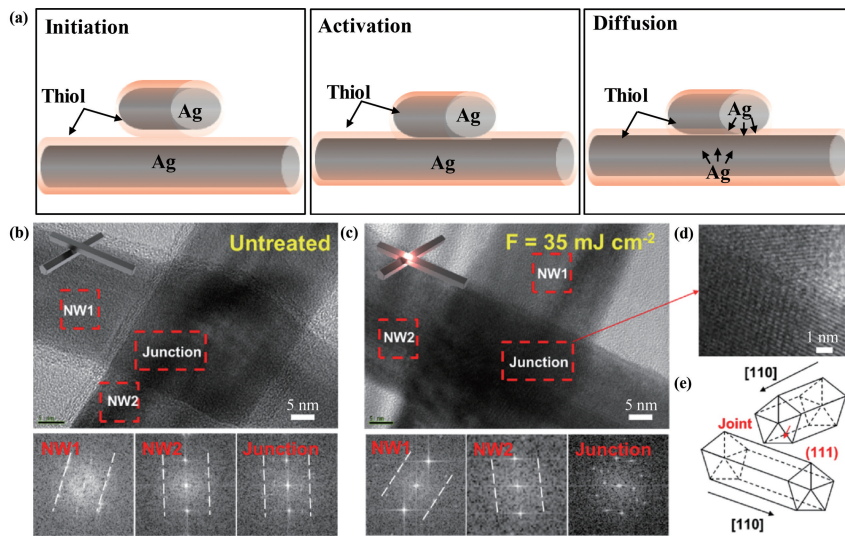 (a)
Initiation
Thiol
Ag
Ag
Activation
Thiol
Ag
Ag
Diffusion
Thiol
Ag
Ag
(b)
Untreated
NW1
Junction
NW2
5 nm
NW1
NW2
Junction
(c)
F = 35 mJ cm-2
NW1
NW2
Junction
5 nm
NW1
NW2
Junction
(d)
1 nm
(e)
[110]
Joint
(111)
[110]